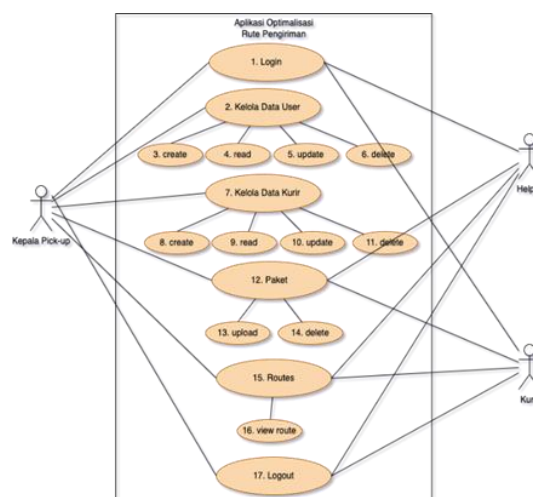 Aplikasi Optimalisasi
Rute Pengiriman
1. Login
2. Kelola Data User
3. create
4. read
5. update
6. delete
7. Kelola Data Kurir
8. create
9. read
10. update
11. delete
12. Paket
13. upload
14. delete
15. Routes
16. view route
17. Logout
Kepala Pick-up
Help
Kur